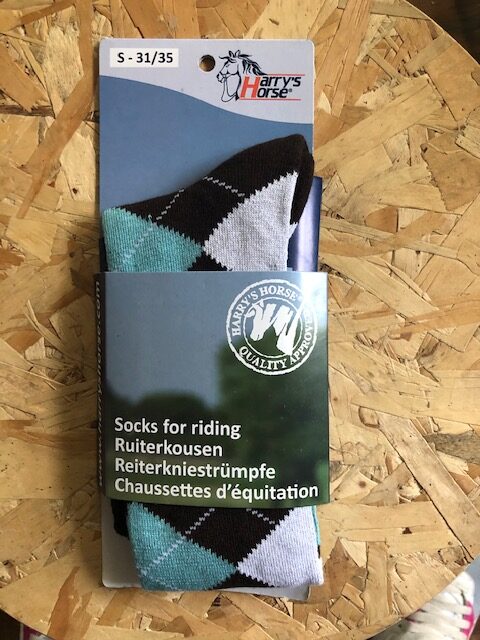 S - 31/35
Harry's
Horse®
HARRY'S HORSE®
QUALITY APPROVED
Socks for riding
Ruiterkousen
Reiterkniestrümpfe
Chaussettes d'équitation